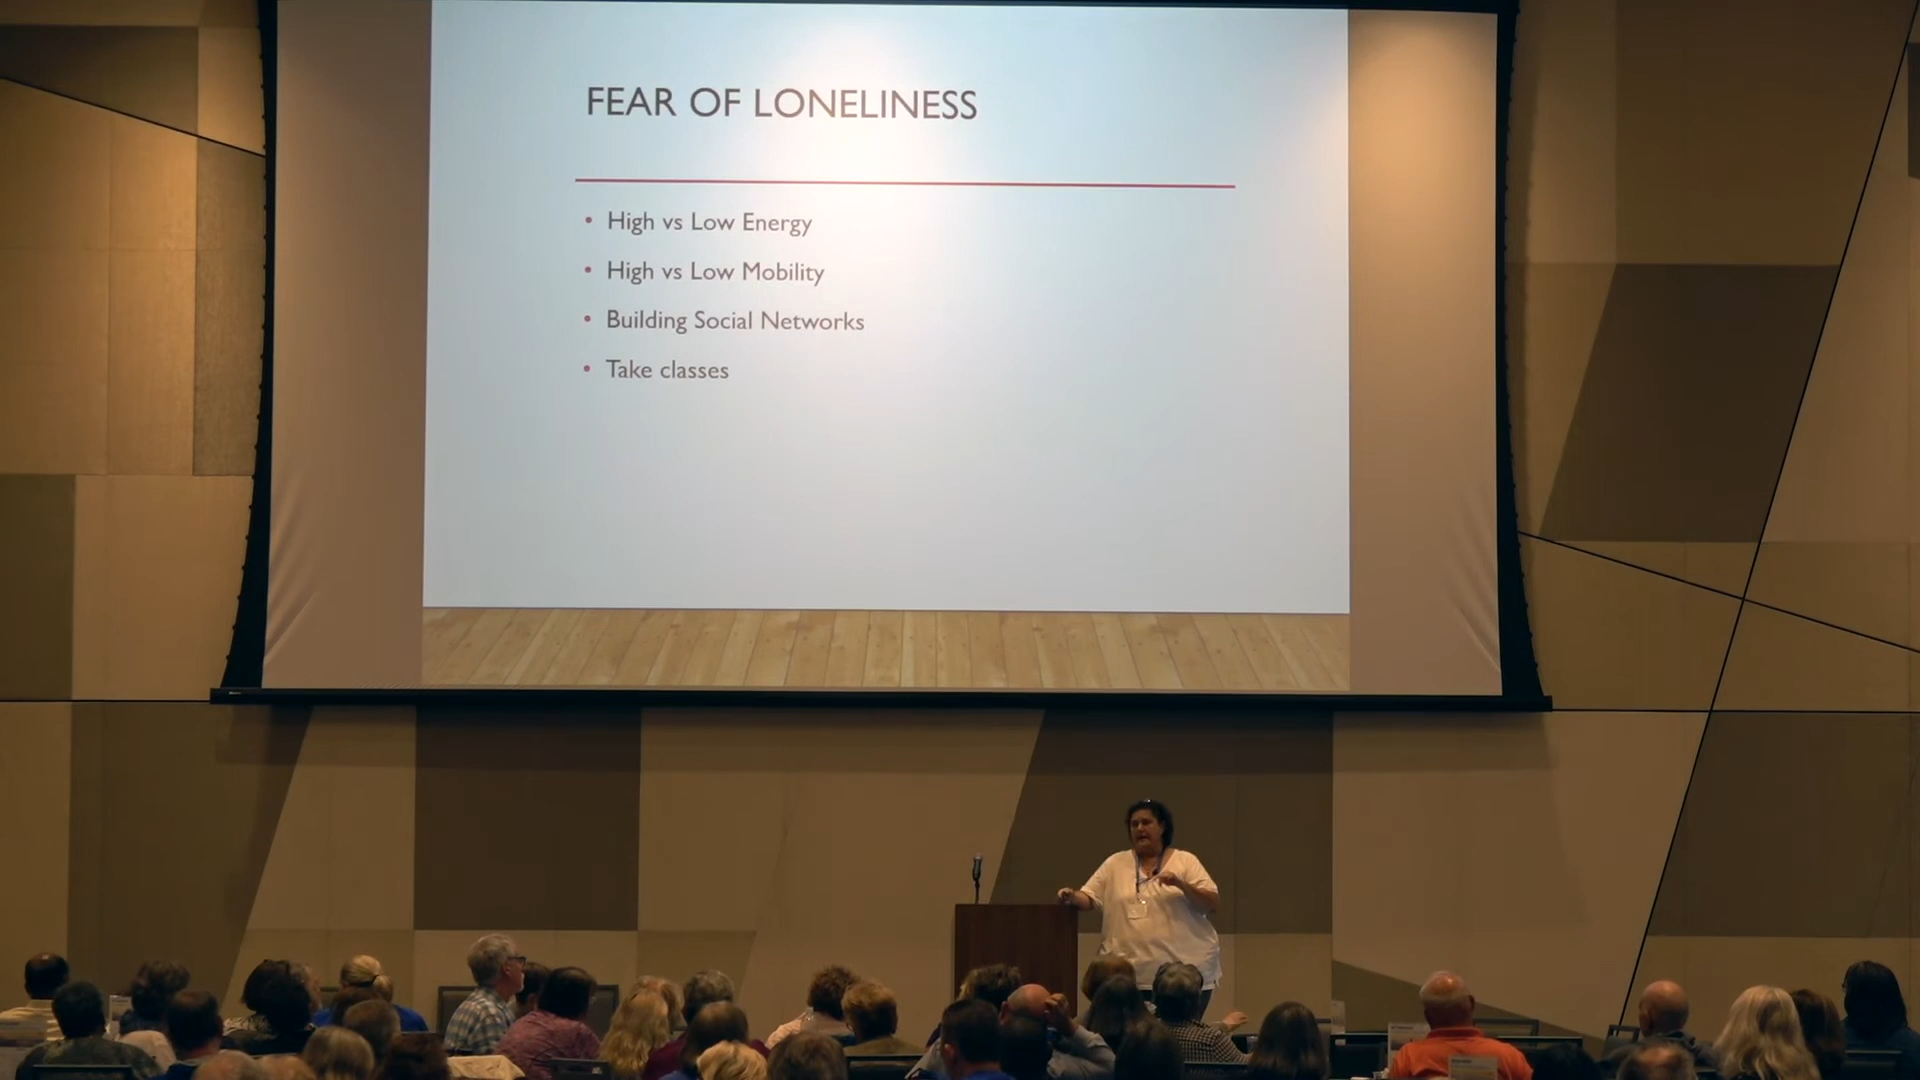 FEAR OF LONELINESS
• High vs Low Energy
• High vs Low Mobility
• Building Social Networks
• Take classes